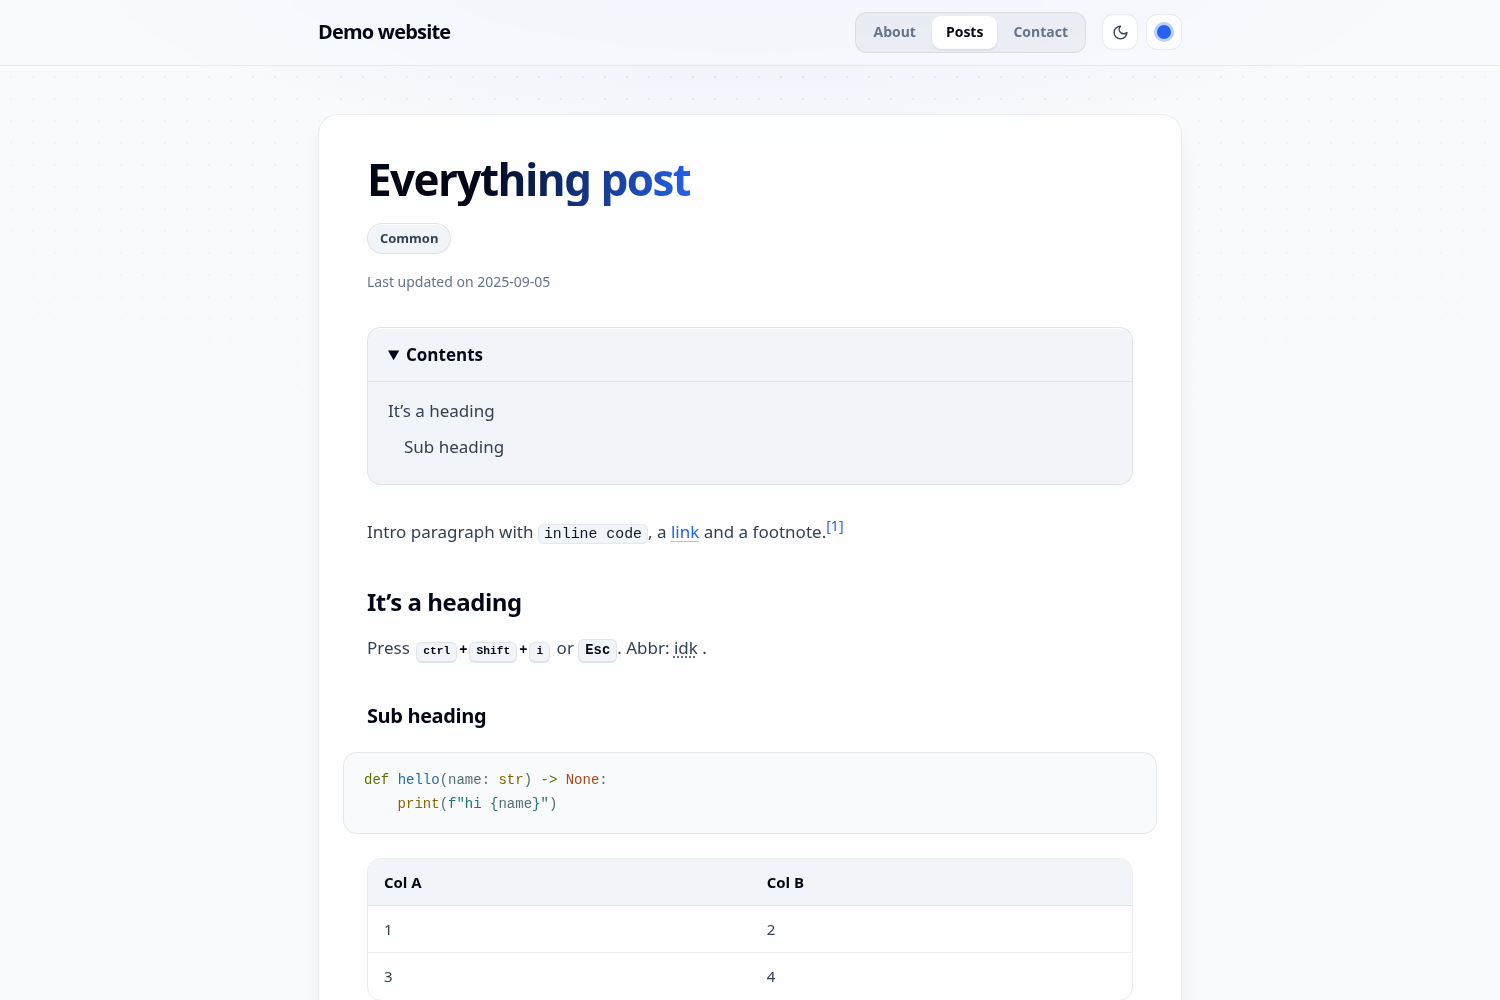 Demo website
About Posts Contact
Everything post
Common
Last updated on 2025-09-05
▼ Contents
It’s a heading
Sub heading
Intro paragraph with inline code, a link and a footnote.[1]
It’s a heading
Press ctrl+Shift+i or Esc. Abbr: idk .
Sub heading
def hello(name: str) -> None:
    print(f"hi {name}")
Col A Col B
1 2
3 4